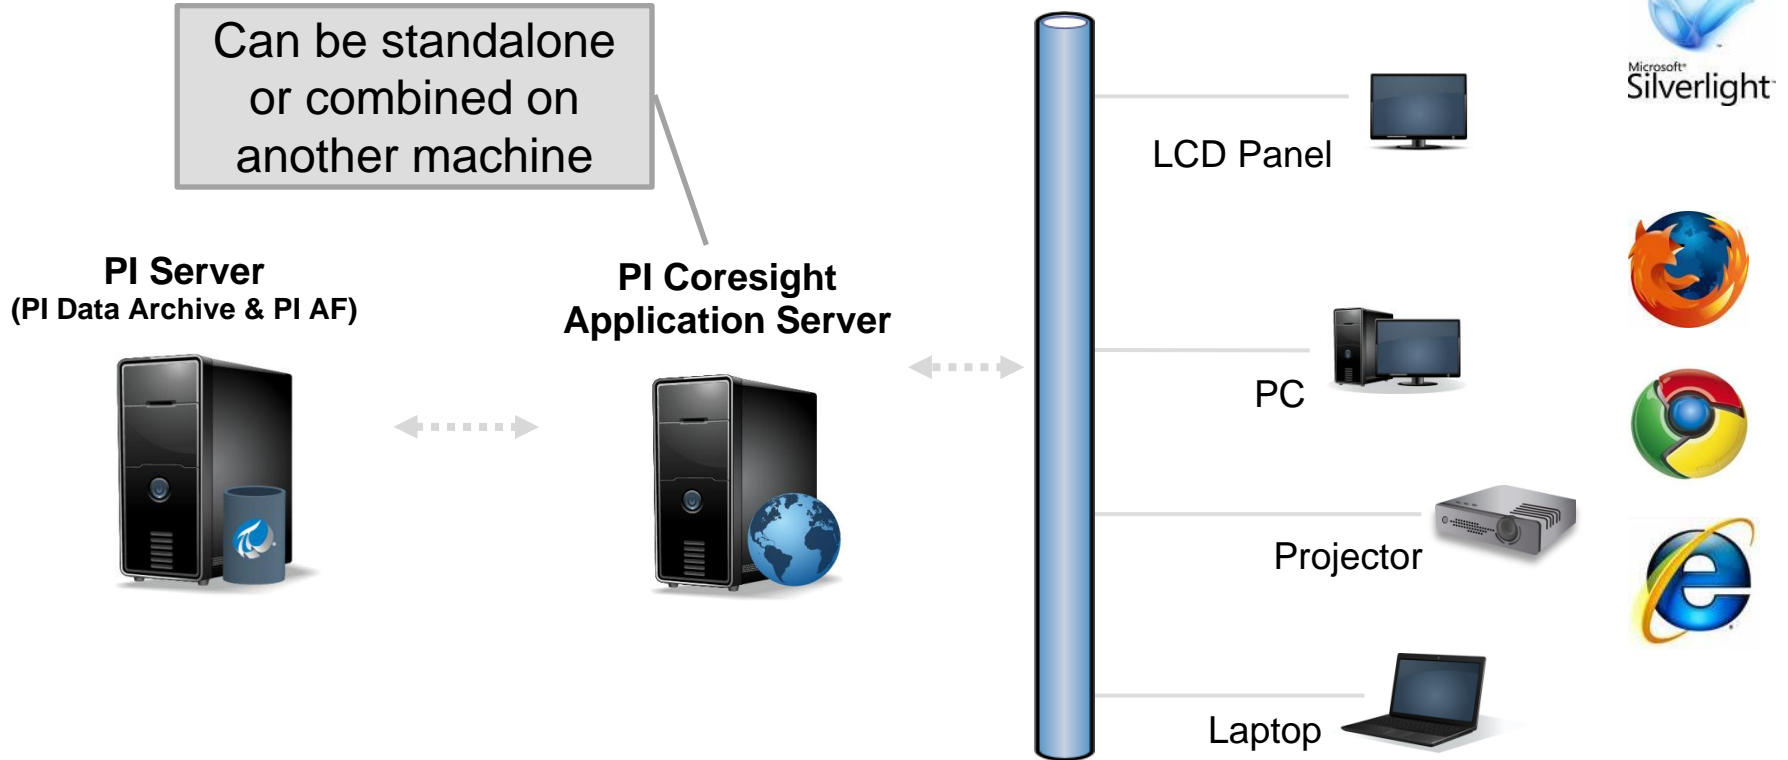 Can be standalone
or combined on
another machine
Microsoft®
Silverlight™
LCD Panel
PI Server
(PI Data Archive & PI AF)
PI Coresight
Application Server
PC
Projector
Laptop